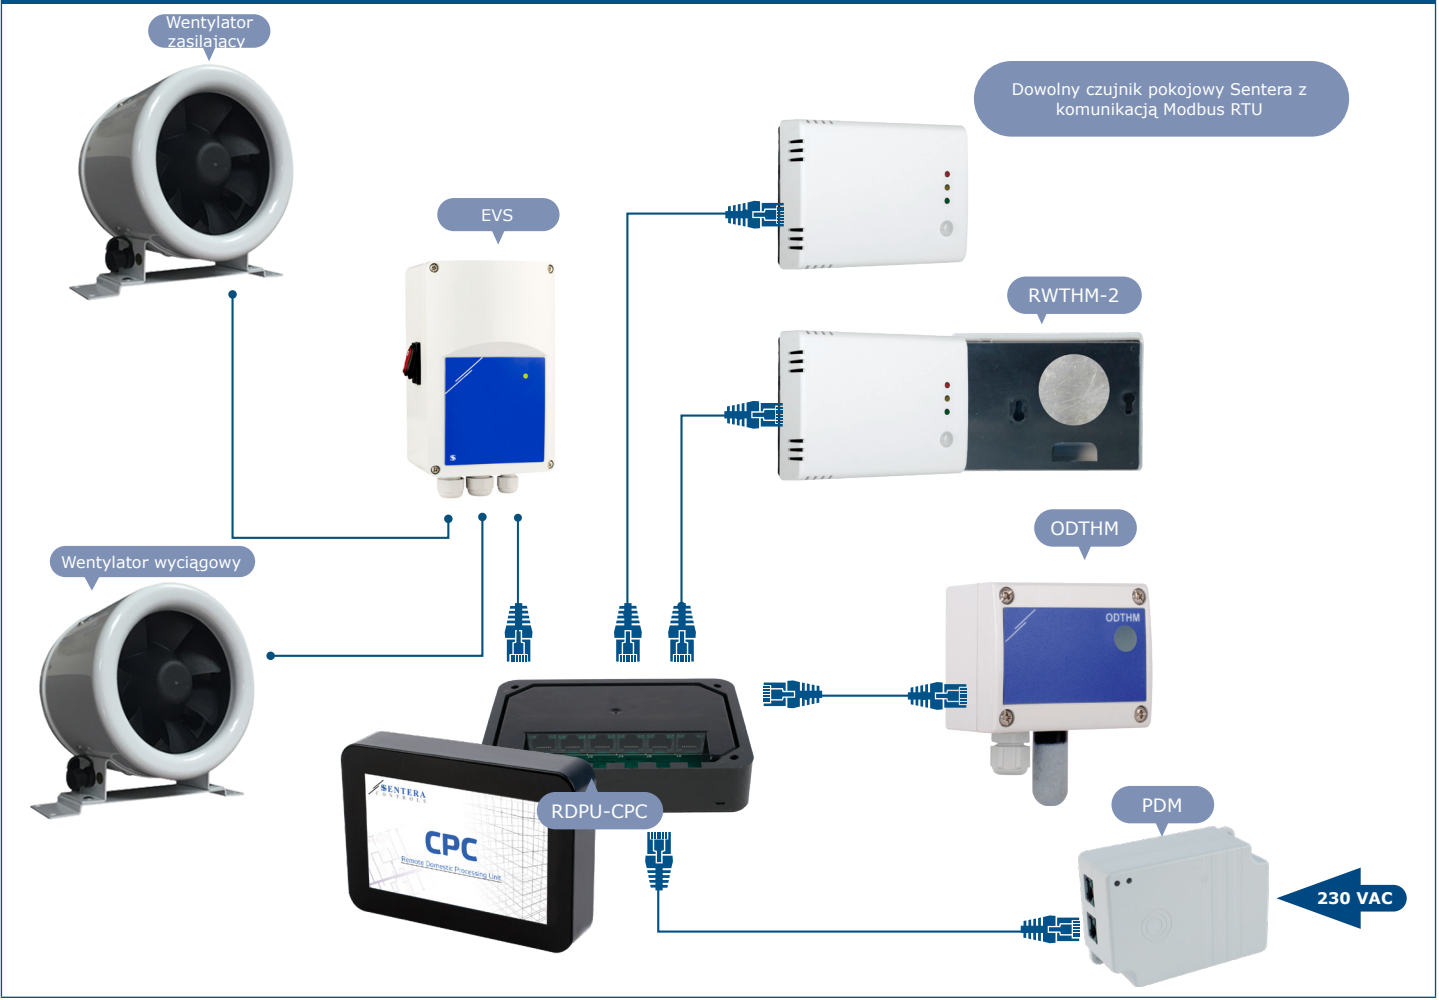 Wentylator
zasilający
Dowolny czujnik pokojowy Sentera z
komunikacją Modbus RTU
EVS
RWTHM-2
ODTHM
Wentylator wyciągowy
ODTHM
SENTERA
CONTROLS
CPC
Remote Domestic Processing Unit
RDPU-CPC
PDM
230 VAC